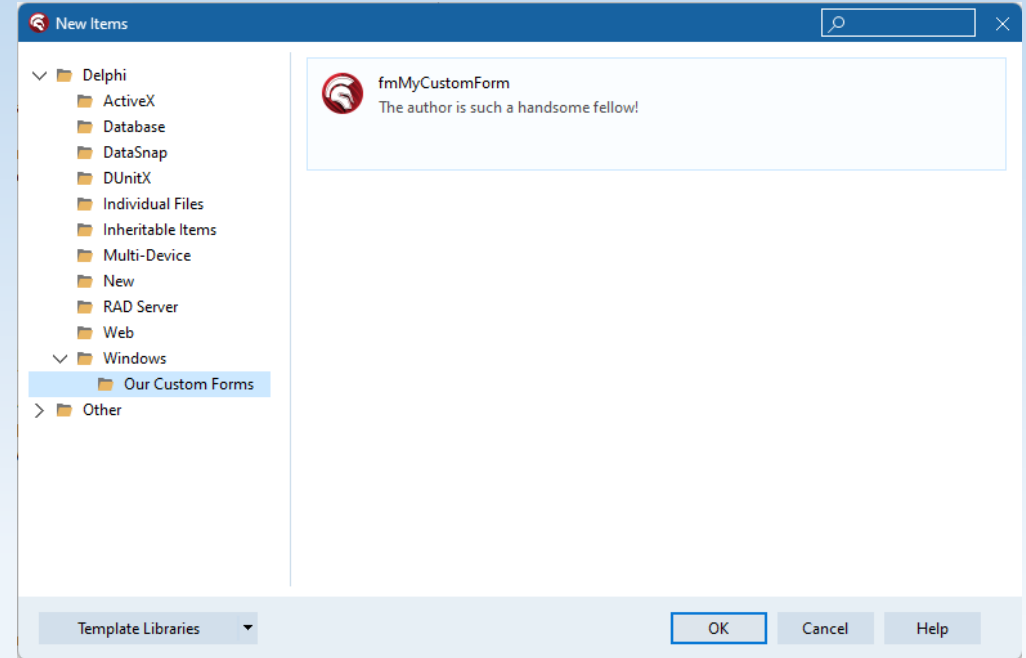 New Items
Delphi
ActiveX
Database
DataSnap
DUnitX
Individual Files
Inheritable Items
Multi-Device
New
RAD Server
Web
Windows
Our Custom Forms
Other
fmMyCustomForm
The author is such a handsome fellow!
Template Libraries
OK
Cancel
Help